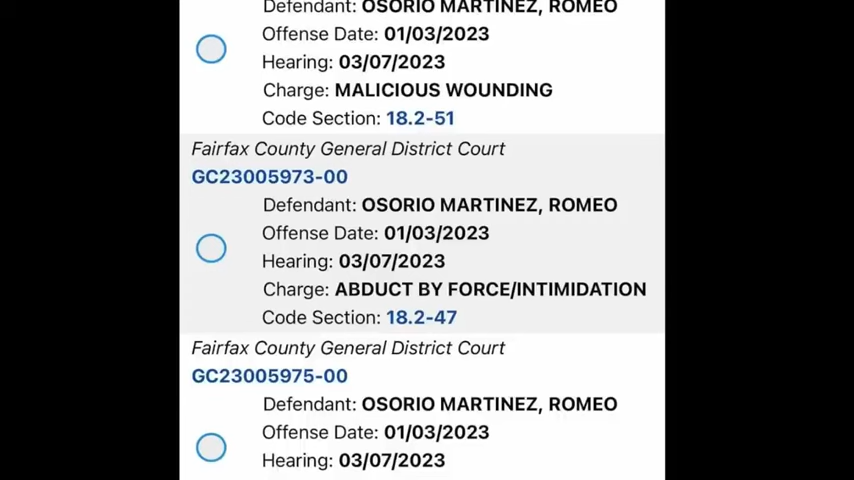 Defendant: OSORIO MARTINEZ, ROMEO
Offense Date: 01/03/2023
Hearing: 03/07/2023
Charge: MALICIOUS WOUNDING
Code Section: 18.2-51
Fairfax County General District Court
GC23005973-00
Defendant: OSORIO MARTINEZ, ROMEO
Offense Date: 01/03/2023
Hearing: 03/07/2023
Charge: ABDUCT BY FORCE/INTIMIDATION
Code Section: 18.2-47
Fairfax County General District Court
GC23005975-00
Defendant: OSORIO MARTINEZ, ROMEO
Offense Date: 01/03/2023
Hearing: 03/07/2023